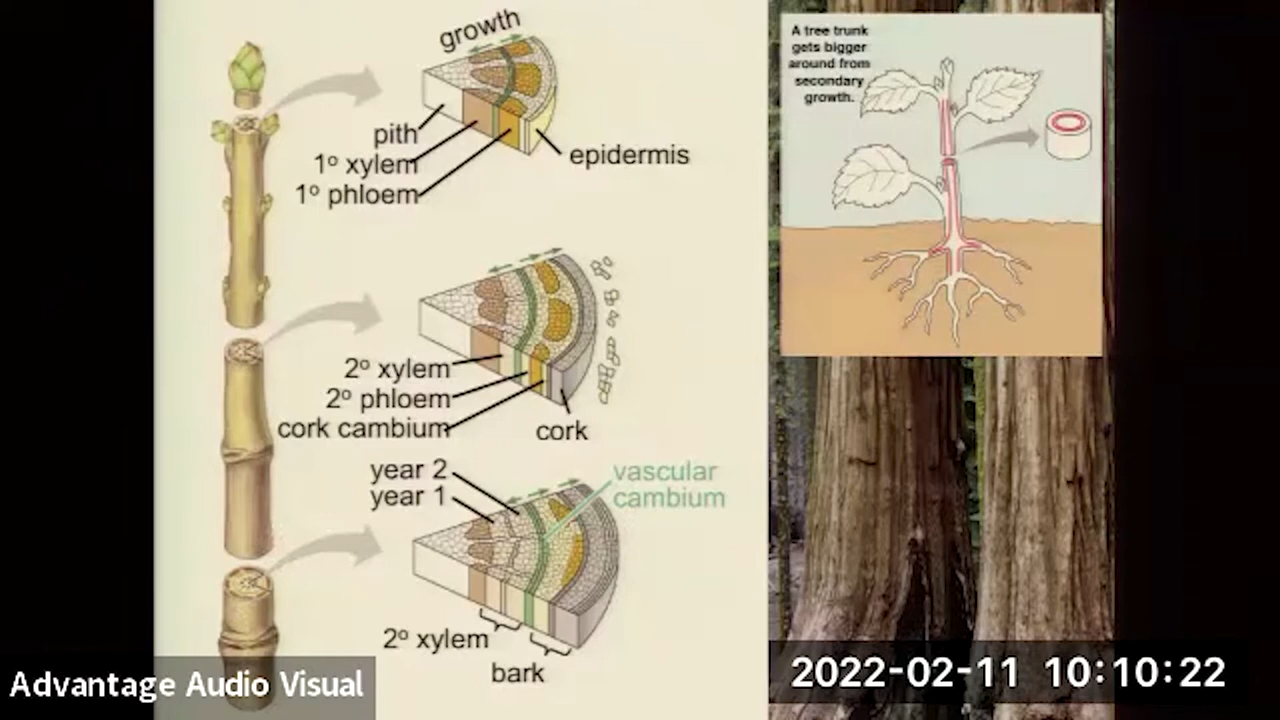 growth
pith
1º xylem
1º phloem
epidermis
2º xylem
2º phloem
cork cambium
cork
year 2
year 1
vascular
cambium
2º xylem
bark
A tree trunk
gets bigger
around from
secondary
growth.
Advantage Audio Visual
2022-02-11 10:10:22